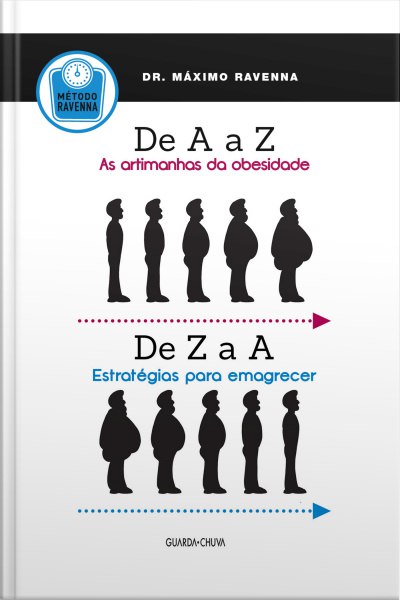 MÉTODO
RAVENNA
DR. MÁXIMO RAVENNA
De A a Z
As artimanhas da obesidade
De Z a A
Estratégias para emagrecer
GUARDA•CHUVA